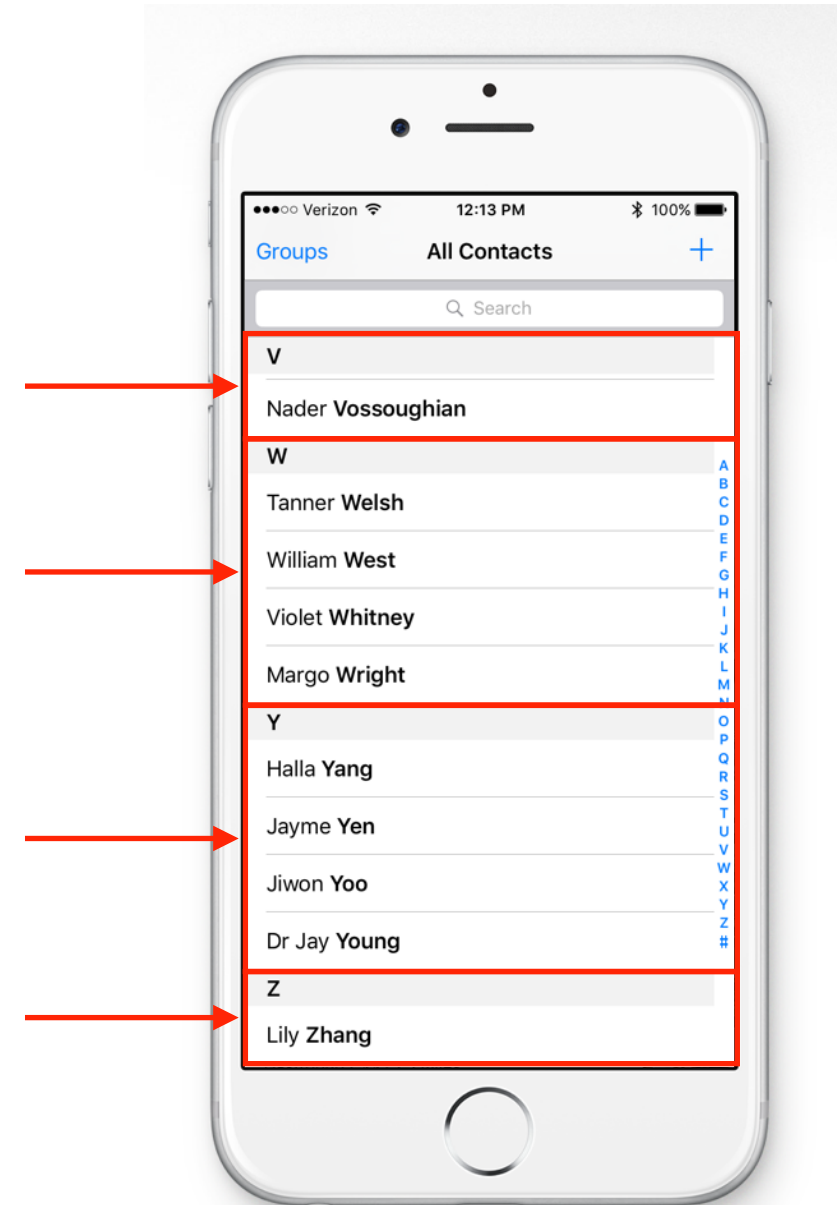 Verizon 12:13 PM 100%
Groups All Contacts +
Search
V
Nader Vossoughian
W
Tanner Welsh
William West
Violet Whitney
Margo Wright
Y
Halla Yang
Jayme Yen
Jiwon Yoo
Dr Jay Young
Z
Lily Zhang
A
B
C
D
E
F
G
H
I
J
K
L
M
N
O
P
Q
R
S
T
U
V
W
X
Y
Z
#